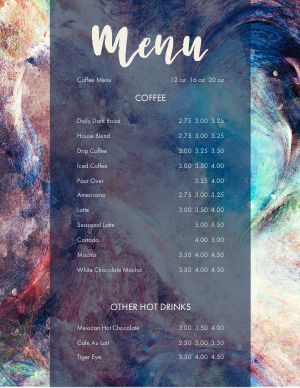 Menu
Coffee Menu 12 oz 16 oz 20 oz
COFFEE
Daily Dark Roast 2.75 3.00 3.25
House Blend 2.75 3.00 3.25
Drip Coffee 3.00 3.25 3.50
Iced Coffee 3.00 3.50 4.00
Pour Over 3.25 4.00
Americano 2.75 3.00 3.25
Latte 3.00 3.50 4.00
Seasonal Latte 5.00 5.50
Cortado 4.00 5.00
Mocha 3.50 4.00 4.50
White Chocolate Mocha 3.50 4.00 4.50
OTHER HOT DRINKS
Mexican Hot Chocolate 3.00 3.50 4.00
Café Au Lait 2.50 3.00 3.50
Tiger Eye 3.50 4.00 4.50